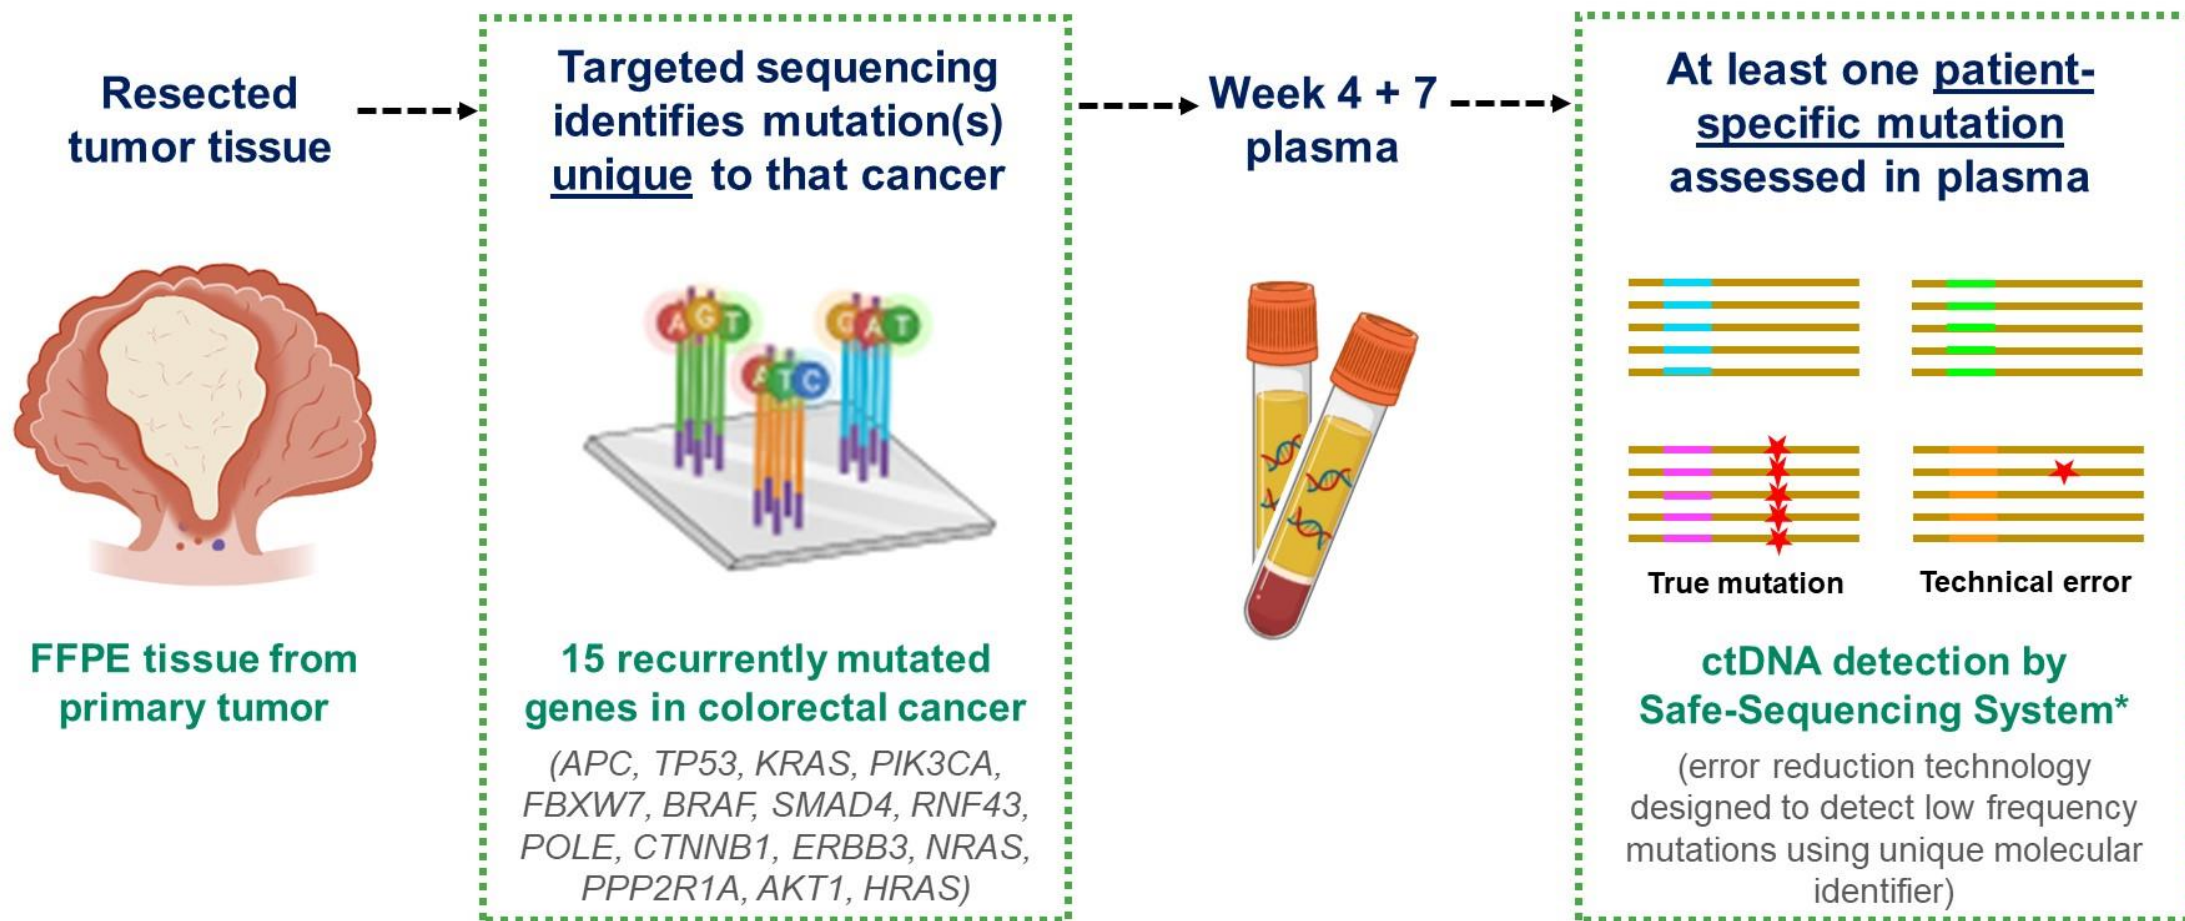 Resected
tumor tissue
FFPE tissue from
primary tumor
Targeted sequencing
identifies mutation(s)
unique to that cancer
A G T
A T C
G A T
15 recurrently mutated
genes in colorectal cancer
(APC, TP53, KRAS, PIK3CA,
FBXW7, BRAF, SMAD4, RNF43,
POLE, CTNNB1, ERBB3, NRAS,
PPP2R1A, AKT1, HRAS)
Week 4 + 7
plasma
At least one patient-
specific mutation
assessed in plasma
True mutation
Technical error
ctDNA detection by
Safe-Sequencing System*
(error reduction technology
designed to detect low frequency
mutations using unique molecular
identifier)